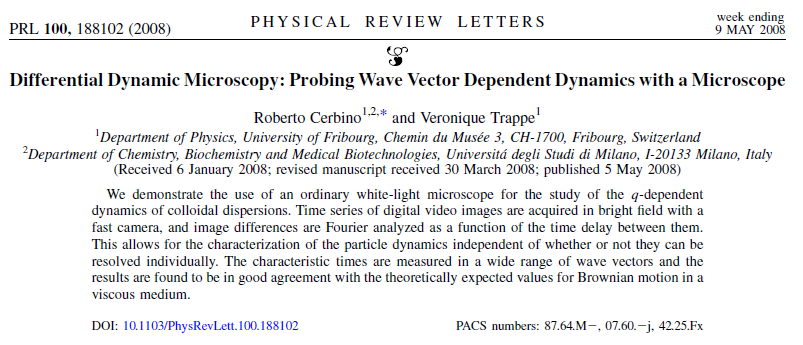 PRL 100, 188102 (2008)
PHYSICAL REVIEW LETTERS
week ending
9 MAY 2008
Differential Dynamic Microscopy: Probing Wave Vector Dependent Dynamics with a Microscope
Roberto Cerbino1,2,* and Veronique Trappe1
1Department of Physics, University of Fribourg, Chemin du Musée 3, CH-1700, Fribourg, Switzerland
2Department of Chemistry, Biochemistry and Medical Biotechnologies, Universitá degli Studi di Milano, I-20133 Milano, Italy
(Received 6 January 2008; revised manuscript received 30 March 2008; published 5 May 2008)
We demonstrate the use of an ordinary white-light microscope for the study of the q-dependent
dynamics of colloidal dispersions. Time series of digital video images are acquired in bright field with a
fast camera, and image differences are Fourier analyzed as a function of the time delay between them.
This allows for the characterization of the particle dynamics independent of whether or not they can be
resolved individually. The characteristic times are measured in a wide range of wave vectors and the
results are found to be in good agreement with the theoretically expected values for Brownian motion in a
viscous medium.
DOI: 10.1103/PhysRevLett.100.188102
PACS numbers: 87.64.M−, 07.60.−j, 42.25.Fx